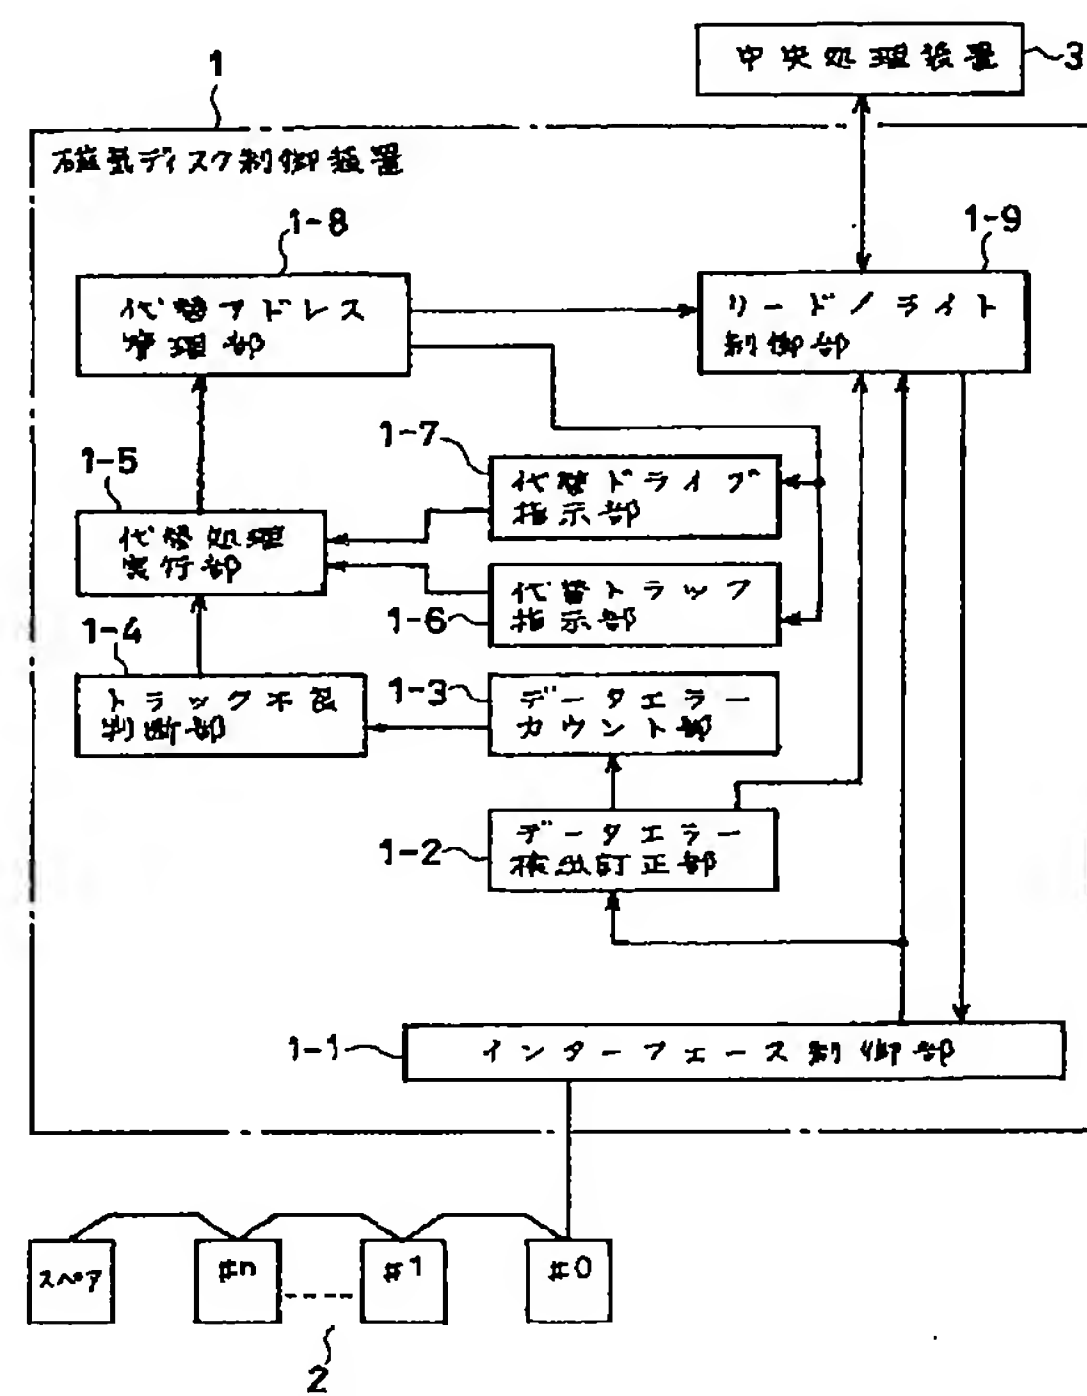 中央処理装置
3
1
磁気ディスク制御装置
1-8
代替アドレス
管理部
1-9
リード/ライト
制御部
1-7
代替ドライブ
指示部
1-5
代替処理
実行部
代替トラック
指示部
1-6
1-4
トラック不良
判断部
1-3
データエラー
カウント部
1-2
データエラー
検出訂正部
1-1
インターフェース制御部
スペア
#n
#1
#0
2